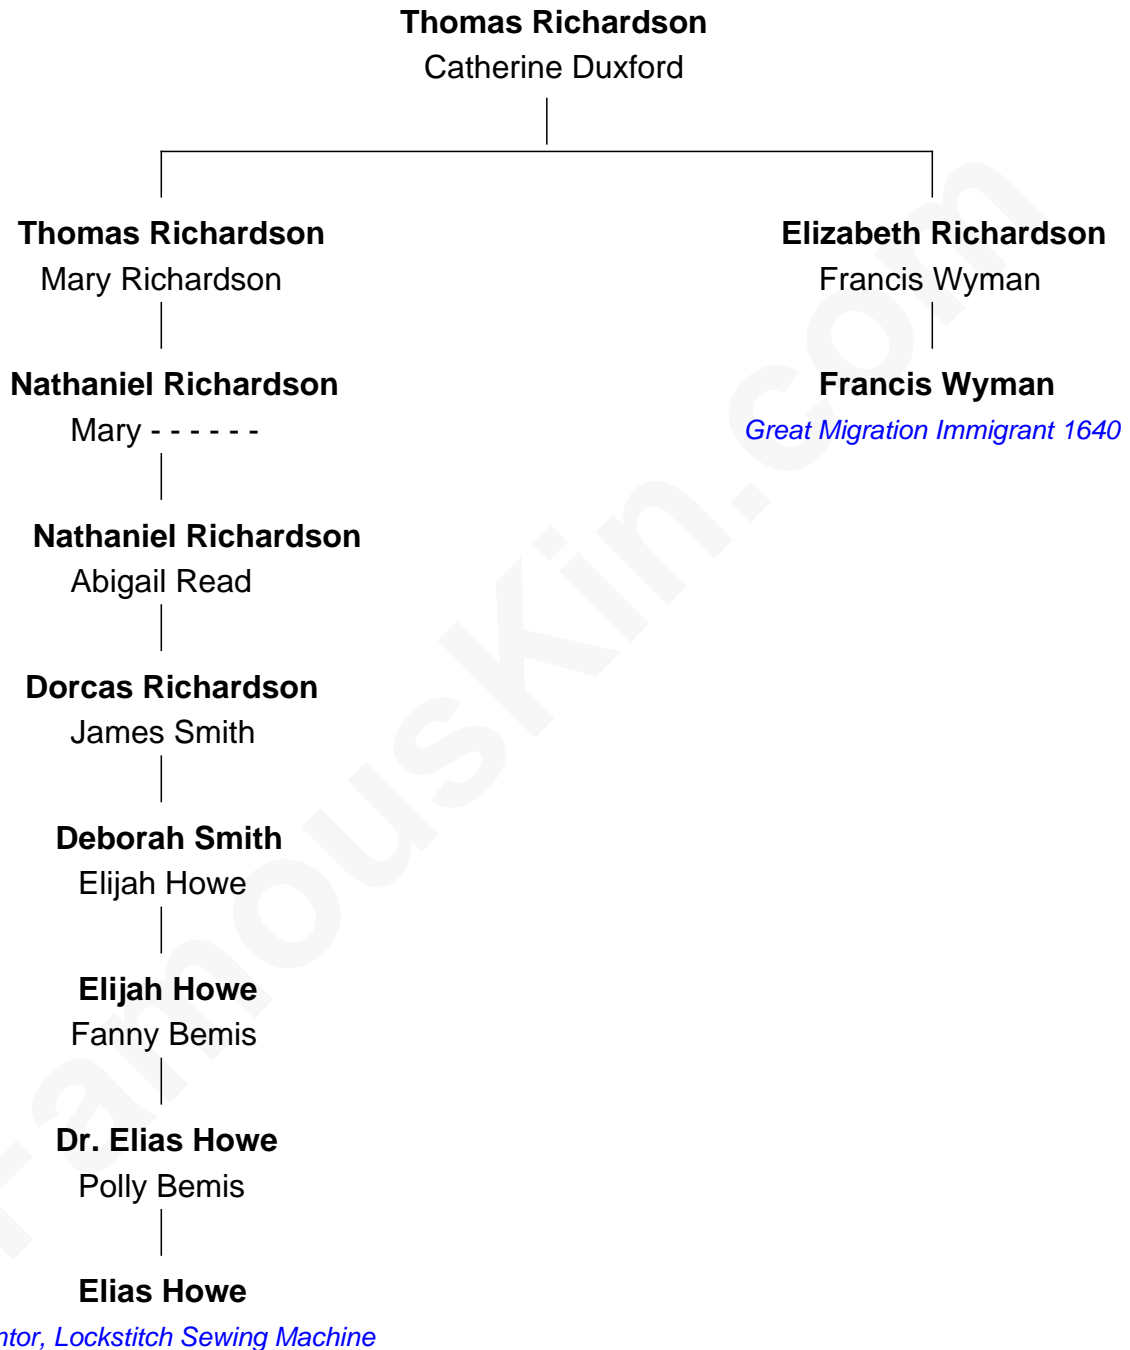 Thomas Richardson
Catherine Duxford
Thomas Richardson
Mary Richardson
Elizabeth Richardson
Francis Wyman
Nathaniel Richardson
Mary - - - - - -
Francis Wyman
Great Migration Immigrant 1640
Nathaniel Richardson
Abigail Read
Dorcas Richardson
James Smith
Deborah Smith
Elijah Howe
Elijah Howe
Fanny Bemis
Dr. Elias Howe
Polly Bemis
Elias Howe
ntor, Lockstitch Sewing Machine
FamousKin.com